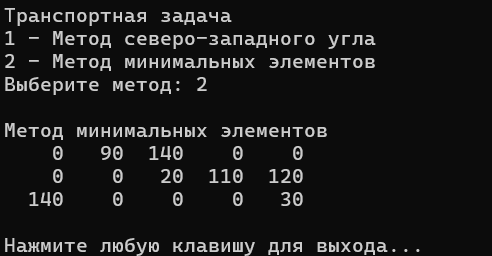 Транспортная задача
1 - Метод северо-западного угла
2 - Метод минимальных элементов
Выберите метод: 2
Метод минимальных элементов
0 90 140 0 0
0 0 20 110 120
140 0 0 0 30
Нажмите любую клавишу для выхода...